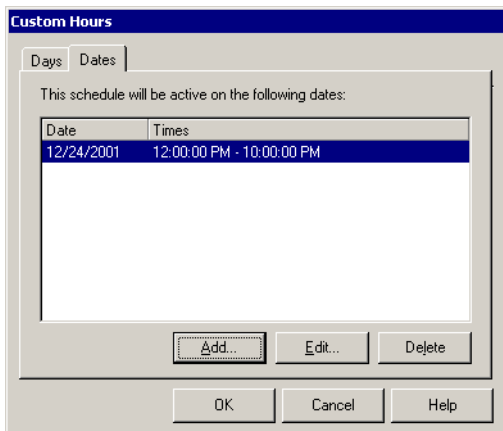 Custom Hours
Days Dates
This schedule will be active on the following dates:
Date Times
12/24/2001 12:00:00 PM - 10:00:00 PM
Add... Edit... Delete
OK Cancel Help